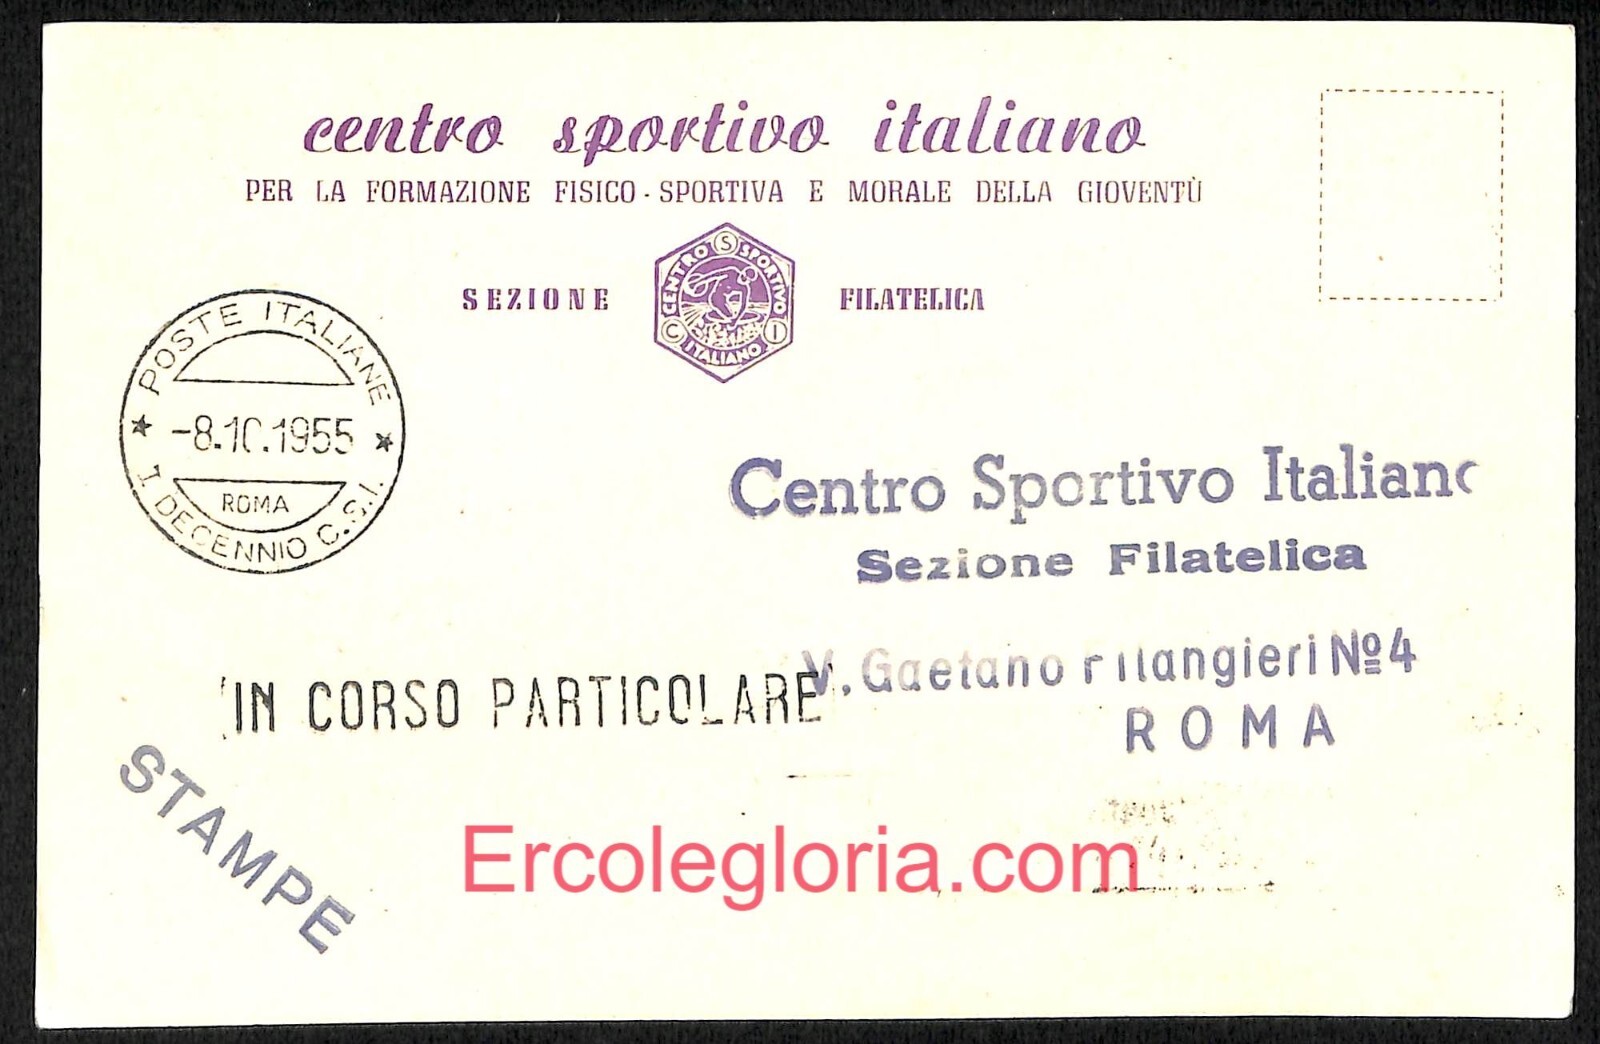 centro sportivo italiano
PER LA FORMAZIONE FISICO - SPORTIVA E MORALE DELLA GIOVENTÙ
SEZIONE FILATELICA
CENTRO S SPORTIVO
C I
ITALIANO
POSTE ITALIANE
-8.10.1955
ROMA
I DECENNIO C.S.I.
Centro Sportivo Italiano
Sezione Filatelica
V. Gaetano Filangieri Nº 4
ROMA
IN CORSO PARTICOLARE
STAMPE
Ercolegloria.com